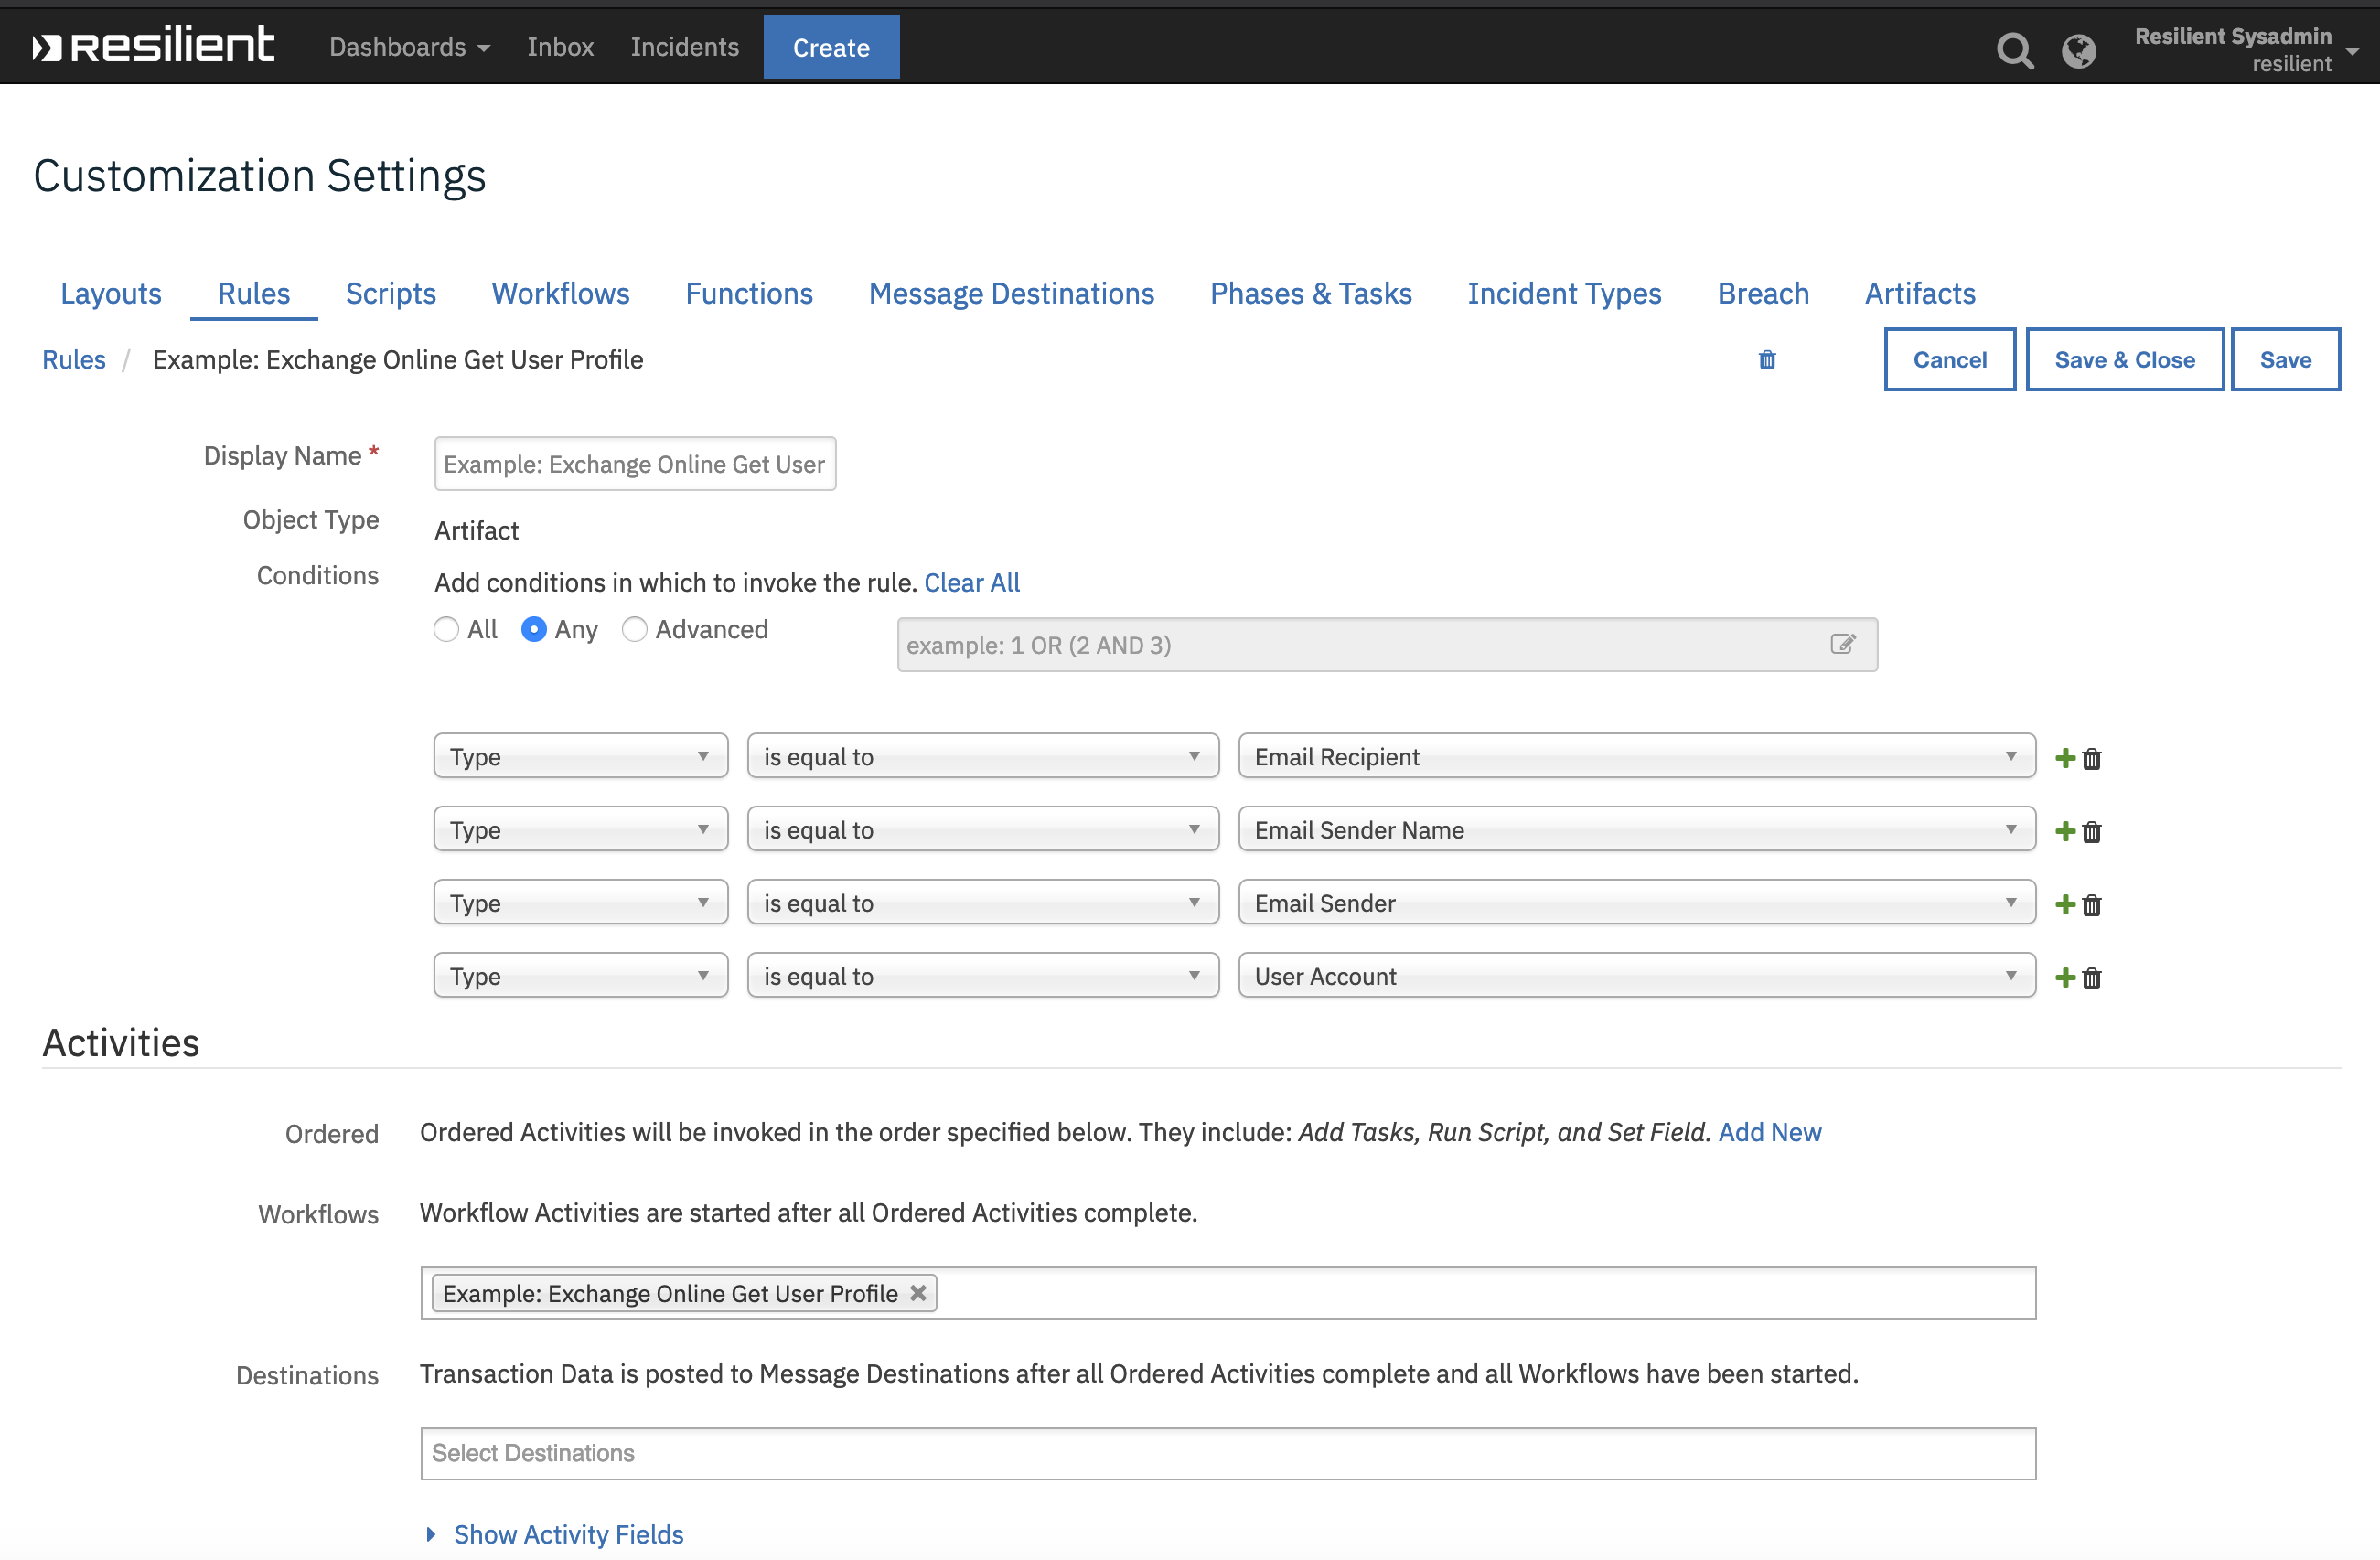 resilient Dashboards Inbox Incidents Create Resilient Sysadmin
resilient
Customization Settings
Layouts Rules Scripts Workflows Functions Message Destinations Phases & Tasks Incident Types Breach Artifacts
Rules / Example: Exchange Online Get User Profile Cancel Save & Close Save
Display Name * Example: Exchange Online Get User
Object Type Artifact
Conditions Add conditions in which to invoke the rule. Clear All
All Any Advanced example: 1 OR (2 AND 3)
Type is equal to Email Recipient
Type is equal to Email Sender Name
Type is equal to Email Sender
Type is equal to User Account
Activities
Ordered Ordered Activities will be invoked in the order specified below. They include: Add Tasks, Run Script, and Set Field. Add New
Workflows Workflow Activities are started after all Ordered Activities complete.
Example: Exchange Online Get User Profile
Destinations Transaction Data is posted to Message Destinations after all Ordered Activities complete and all Workflows have been started.
Select Destinations
Show Activity Fields